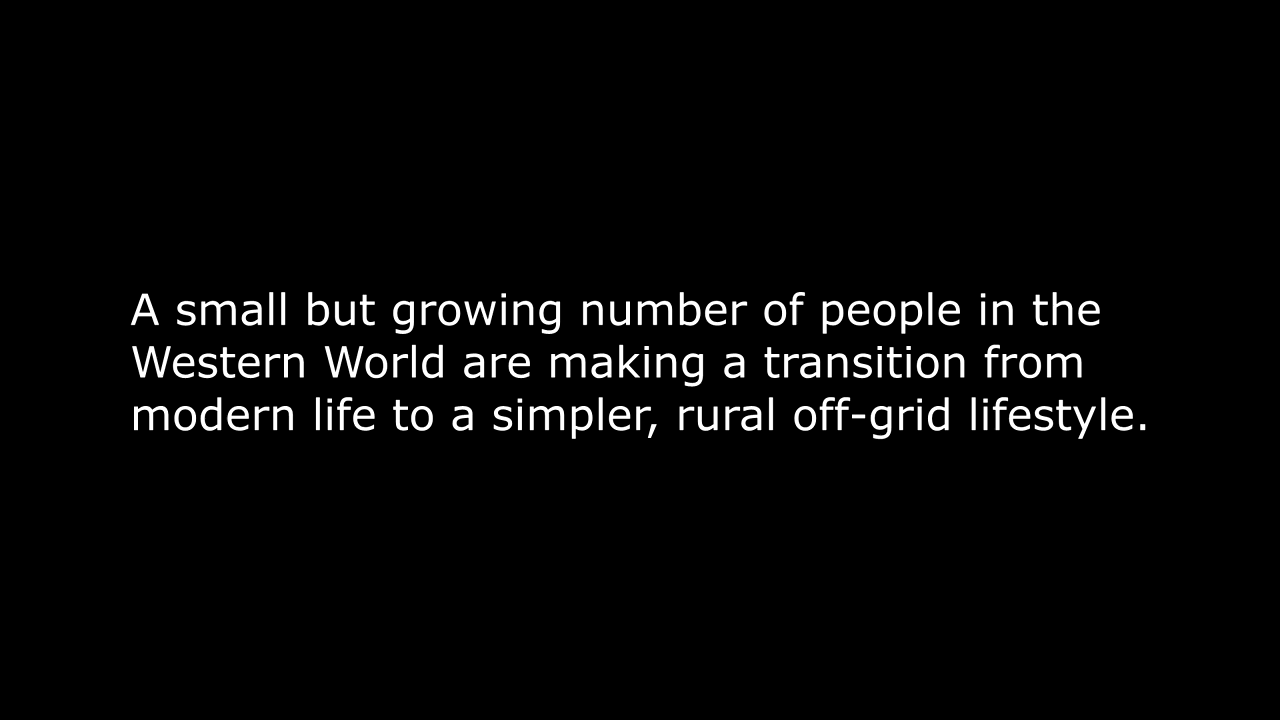 A small but growing number of people in the
Western World are making a transition from
modern life to a simpler, rural off-grid lifestyle.